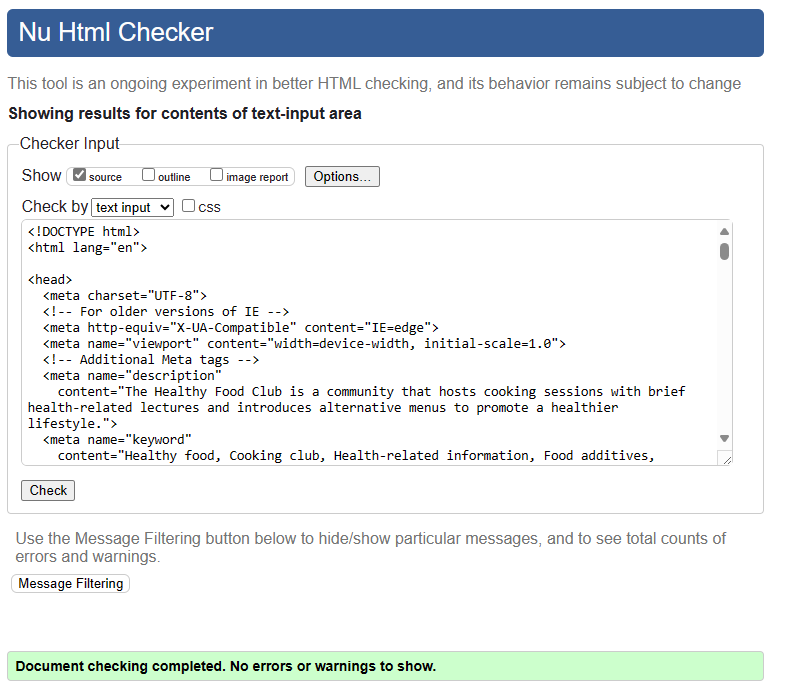 Nu Html Checker
This tool is an ongoing experiment in better HTML checking, and its behavior remains subject to change
Showing results for contents of text-input area
Checker Input
Show source outline image report Options...
Check by text input css
<!DOCTYPE html>
<html lang="en">
<head>
<meta charset="UTF-8">
<!-- For older versions of IE -->
<meta http-equiv="X-UA-Compatible" content="IE=edge">
<meta name="viewport" content="width=device-width, initial-scale=1.0">
<!-- Additional Meta tags -->
<meta name="description"
content="The Healthy Food Club is a community that hosts cooking sessions with brief
health-related lectures and introduces alternative menus to promote a healthier
lifestyle.">
<meta name="keyword"
content="Healthy food, Cooking club, Health-related information, Food additives,
Check
Use the Message Filtering button below to hide/show particular messages, and to see total counts of
errors and warnings.
Message Filtering
Document checking completed. No errors or warnings to show.